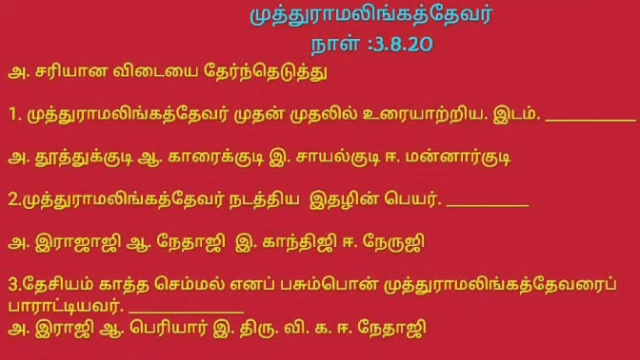 முத்துராமலிங்கத்தேவர்
நாள் :3.8.20
அ. சரியான விடையை தேர்ந்தெடுத்து
1. முத்துராமலிங்கத்தேவர் முதன் முதலில் உரையாற்றிய. இடம். __________
அ. தூத்துக்குடி ஆ. காரைக்குடி இ. சாயல்குடி ஈ. மன்னார்குடி
2.முத்துராமலிங்கத்தேவர் நடத்திய இதழின் பெயர். _________
அ. இராஜாஜி ஆ. நேதாஜி இ. காந்திஜி ஈ. நேருஜி
3.தேசியம் காத்த செம்மல் எனப் பசும்பொன் முத்துராமலிங்கத்தேவரைப்
பாராட்டியவர். _____________
அ. இராஜி ஆ. பெரியார் இ. திரு. வி. க. ஈ. நேதாஜி